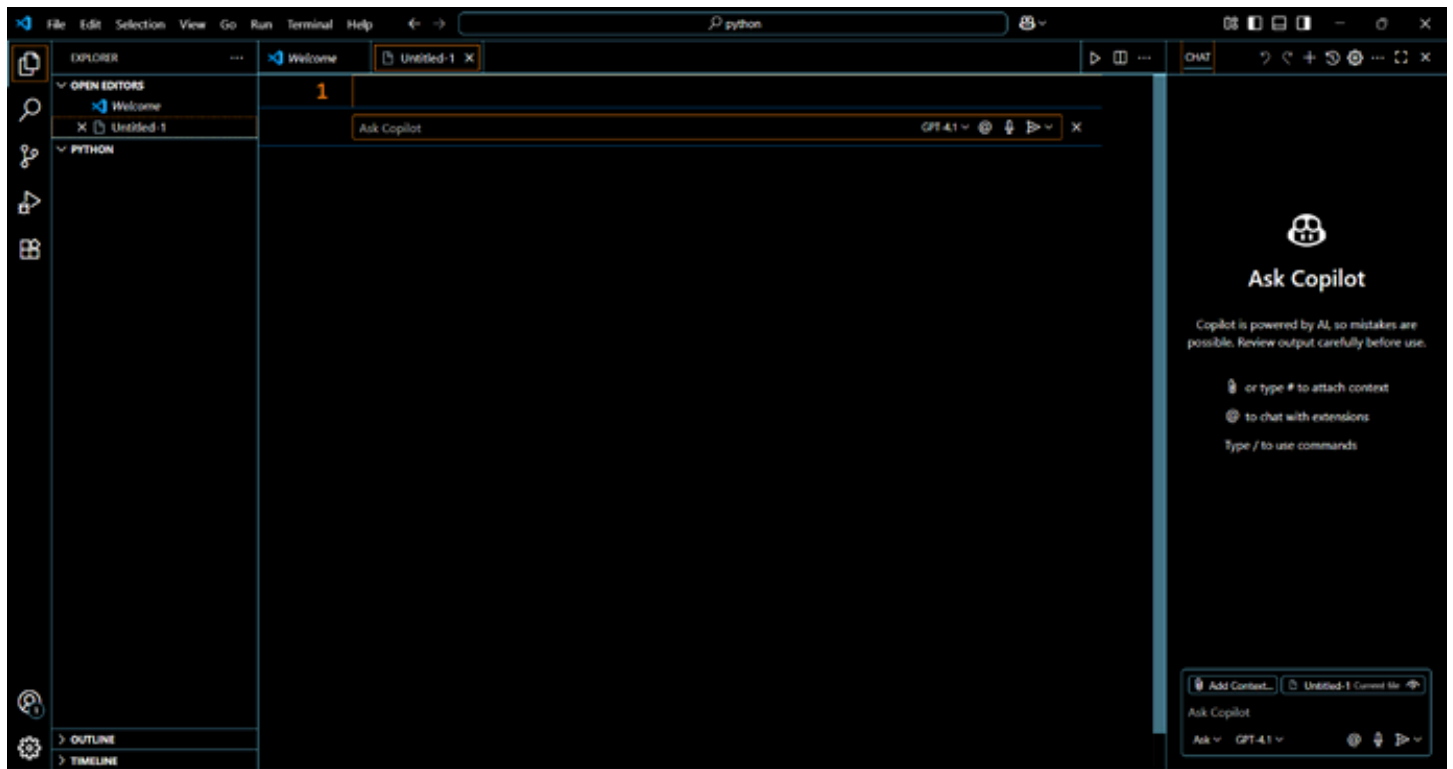 File Edit Selection View Go Run Terminal Help python
EXPLORER
OPEN EDITORS
Welcome
Untitled-1
PYTHON
OUTLINE
TIMELINE
Welcome Untitled-1
1
Ask Copilot GPT-4.1
CHAT
Ask Copilot
Copilot is powered by AI, so mistakes are
possible. Review output carefully before use.
or type # to attach context
@ to chat with extensions
Type / to use commands
Add Context... Untitled-1 Current file
Ask Copilot
Ask GPT-4.1